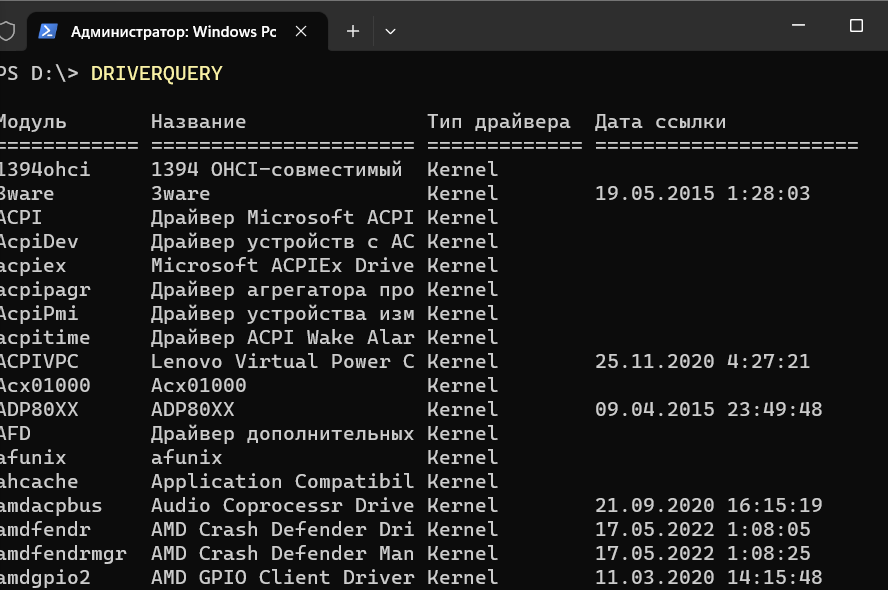 Администратор: Windows Pc
PS D:\> DRIVERQUERY
Модуль Название Тип драйвера Дата ссылки
============ ====================== ============= ======================
1394ohci 1394 OHCI-совместимый Kernel
3ware 3ware Kernel 19.05.2015 1:28:03
ACPI Драйвер Microsoft ACPI Kernel
AcpiDev Драйвер устройств с AC Kernel
acpiex Microsoft ACPIEx Drive Kernel
acpipagr Драйвер агрегатора про Kernel
AcpiPmi Драйвер устройства изм Kernel
acpitime Драйвер ACPI Wake Alar Kernel
ACPIVPC Lenovo Virtual Power C Kernel 25.11.2020 4:27:21
Acx01000 Acx01000 Kernel
ADP80XX ADP80XX Kernel 09.04.2015 23:49:48
AFD Драйвер дополнительных Kernel
afunix afunix Kernel
ahcache Application Compatibil Kernel
amdacpbus Audio Coprocessr Drive Kernel 21.09.2020 16:15:19
amdfendr AMD Crash Defender Dri Kernel 17.05.2022 1:08:05
amdfendrmgr AMD Crash Defender Man Kernel 17.05.2022 1:08:25
amdgpio2 AMD GPIO Client Driver Kernel 11.03.2020 14:15:48